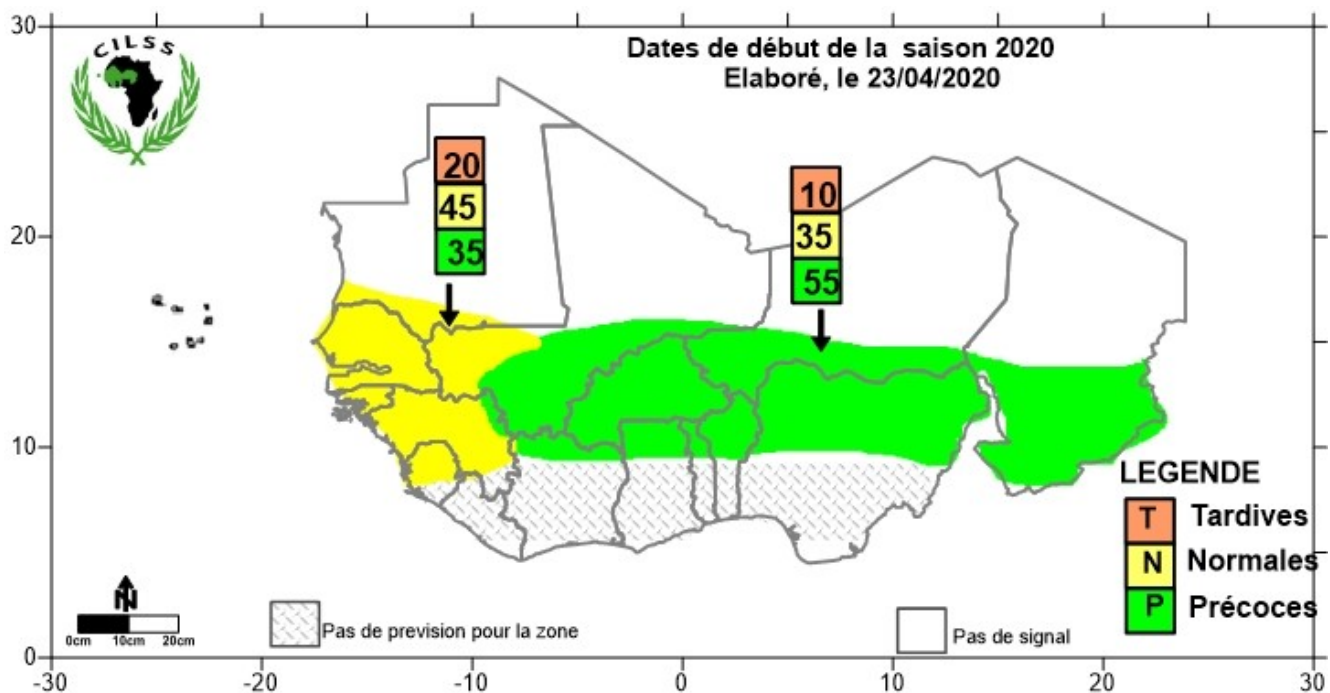 CILSS
Dates de début de la saison 2020
Elaboré, le 23/04/2020
30
20
10
0
20
45
35
10
35
55
LEGENDE
T Tardives
N Normales
P Précoces
N
0cm 10cm 20cm
Pas de prevision pour la zone
Pas de signal
-30 -20 -10 0 10 20 30